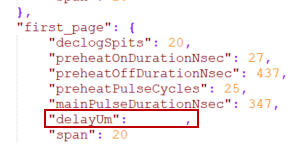 },
"first_page": {
"declogSpits": 20,
"preheatOnDurationNsec": 27,
"preheatOffDurationNsec": 437,
"preheatPulseCycles": 25,
"mainPulseDurationNsec": 347,
"delayUm": ,
"span": 20